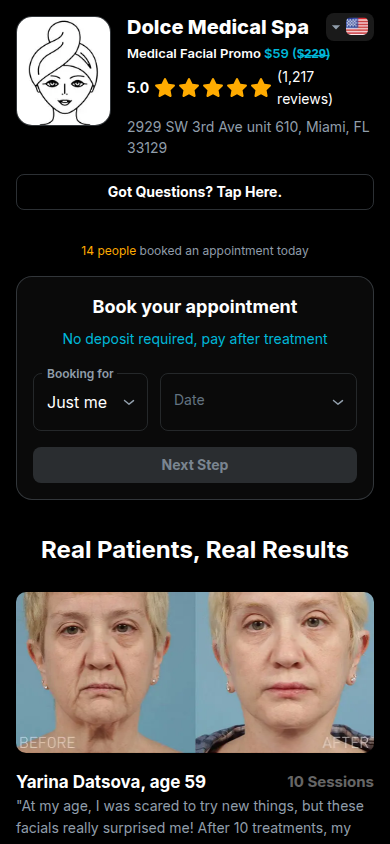 Dolce Medical Spa
Medical Facial Promo $59 ($229)
5.0 (1,217
reviews)
2929 SW 3rd Ave unit 610, Miami, FL
33129
Got Questions? Tap Here.
14 people booked an appointment today
Book your appointment
No deposit required, pay after treatment
Booking for
Just me
Date
Next Step
Real Patients, Real Results
BEFORE
AFTER
Yarina Datsova, age 59
10 Sessions
"At my age, I was scared to try new things, but these
facials really surprised me! After 10 treatments, my